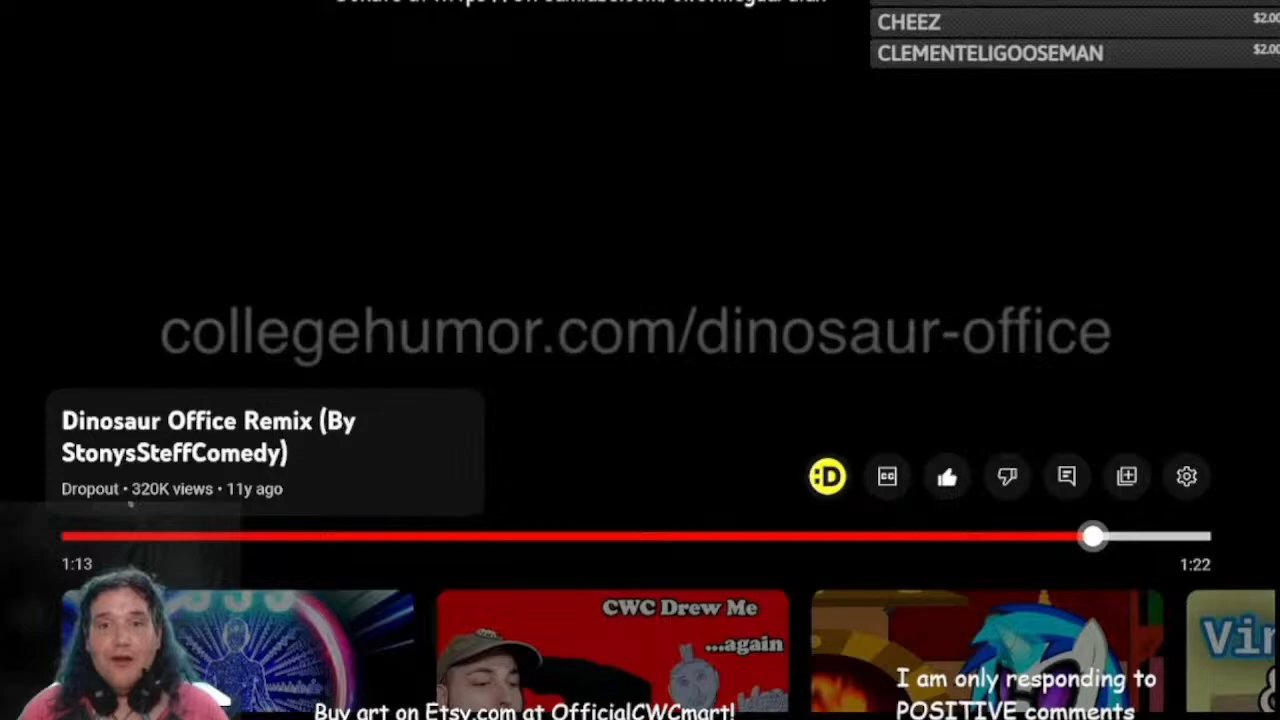 CHEEZ $2.00
CLEMENTELIGOOSEMAN $2.00
collegehumor.com/dinosaur-office
Dinosaur Office Remix (By
StonysSteffComedy)
Dropout • 320K views • 11y ago
:D
CC
1:13
1:22
CWC Drew Me
...again
I am only responding to
POSITIVE comments
Buy art on Etsy.com at OfficialCWCmart!